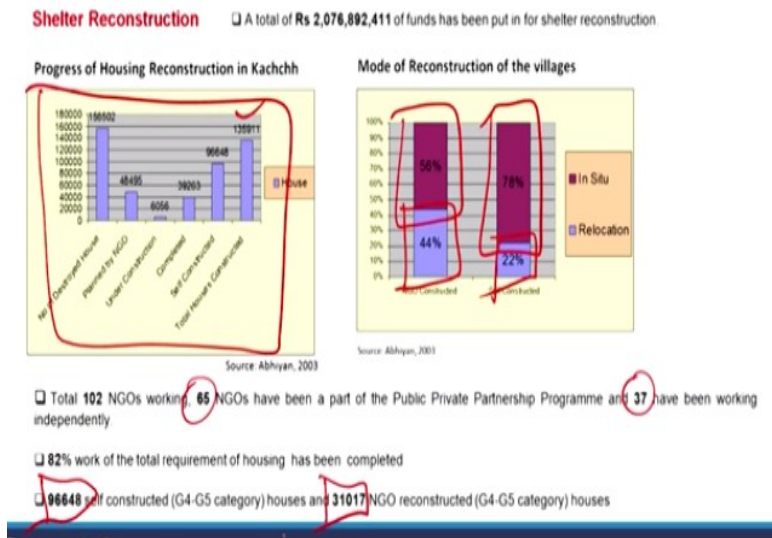 Shelter Reconstruction
❑ A total of Rs 2,076,892,411 of funds has been put in for shelter reconstruction.
Progress of Housing Reconstruction in Kachchh
Mode of Reconstruction of the villages
180000
160000
140000
120000
100000
80000
60000
40000
20000
0
156502
48495
6056
39263
96648
135911
House
No of Destroyed House
Planned by NGO
Under Construction
Completed
Self Constructed
Total Houses Constructed
Source: Abhiyan, 2003
100%
90%
80%
70%
60%
50%
40%
30%
20%
10%
0%
56%
44%
78%
22%
Constructed
Constructed
In Situ
Relocation
Source: Abhiyan, 2003
❑ Total 102 NGOs working, 65 NGOs have been a part of the Public Private Partnership Programme and 37 have been working
independently
❑ 82% work of the total requirement of housing has been completed
❑ 96648 self constructed (G4-G5 category) houses and 31017 NGO reconstructed (G4-G5 category) houses